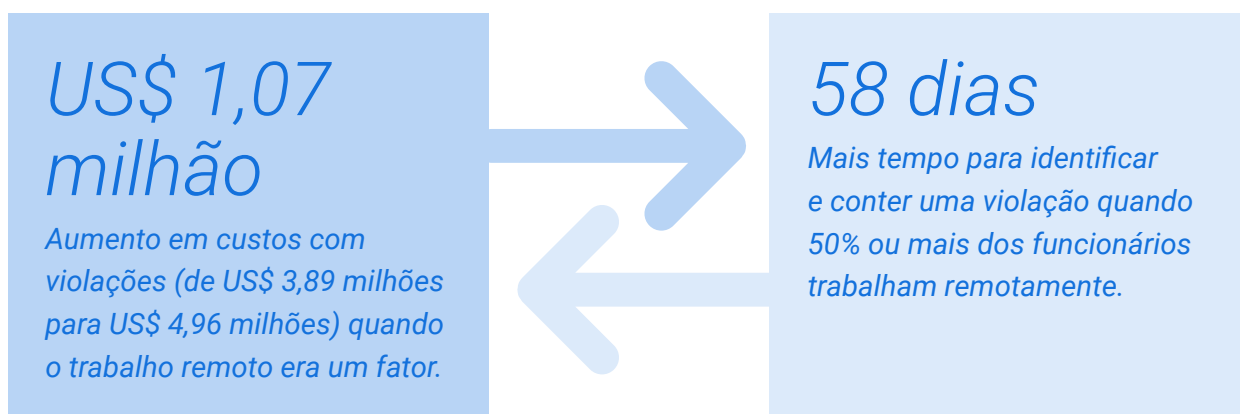 US$ 1,07
milhão
Aumento em custos com
violações (de US$ 3,89 milhões
para US$ 4,96 milhões) quando
o trabalho remoto era um fator.
58 dias
Mais tempo para identificar
e conter uma violação quando
50% ou mais dos funcionários
trabalham remotamente.